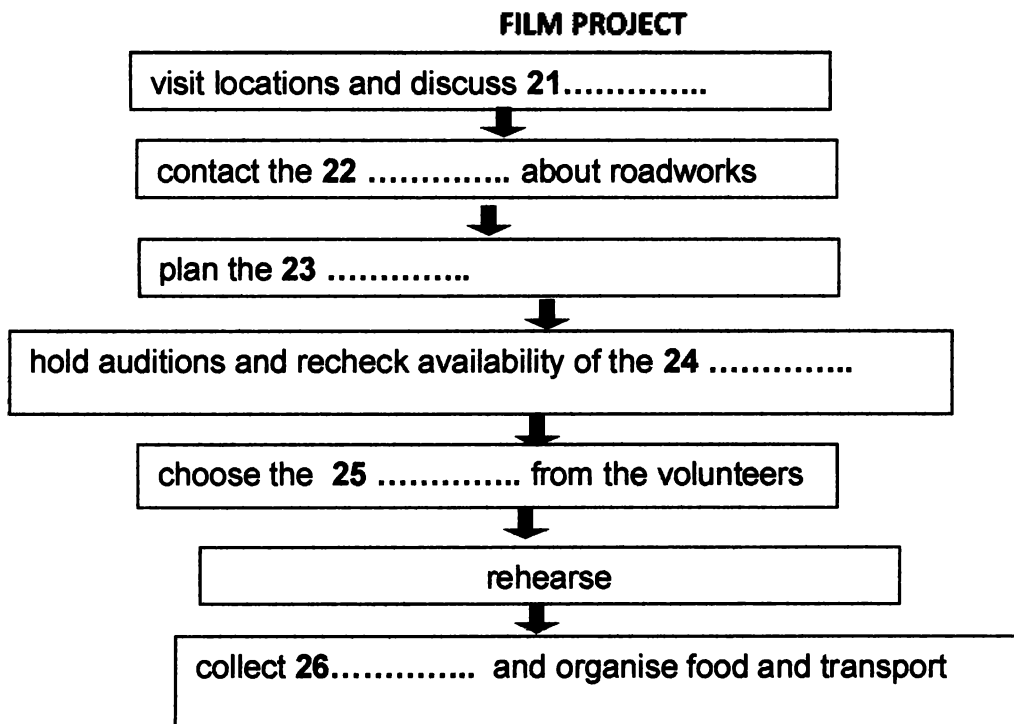 FILM PROJECT
visit locations and discuss 21..............
contact the 22 .............. about roadworks
plan the 23 ..............
hold auditions and recheck availability of the 24 ..............
choose the 25 .............. from the volunteers
rehearse
collect 26.............. and organise food and transport